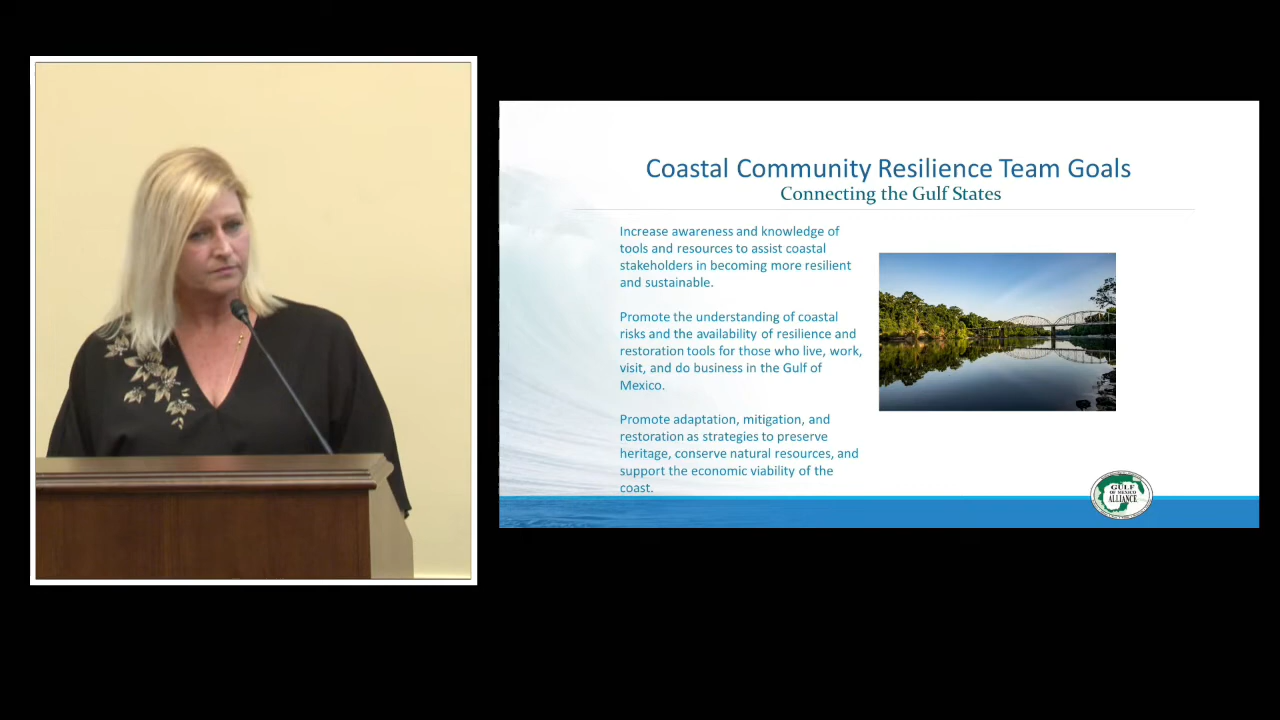 Coastal Community Resilience Team Goals
Connecting the Gulf States
Increase awareness and knowledge of
tools and resources to assist coastal
stakeholders in becoming more resilient
and sustainable.
Promote the understanding of coastal
risks and the availability of resilience and
restoration tools for those who live, work,
visit, and do business in the Gulf of
Mexico.
Promote adaptation, mitigation, and
restoration as strategies to preserve
heritage, conserve natural resources, and
support the economic viability of the
coast.
GULF
OF MEXICO
ALLIANCE